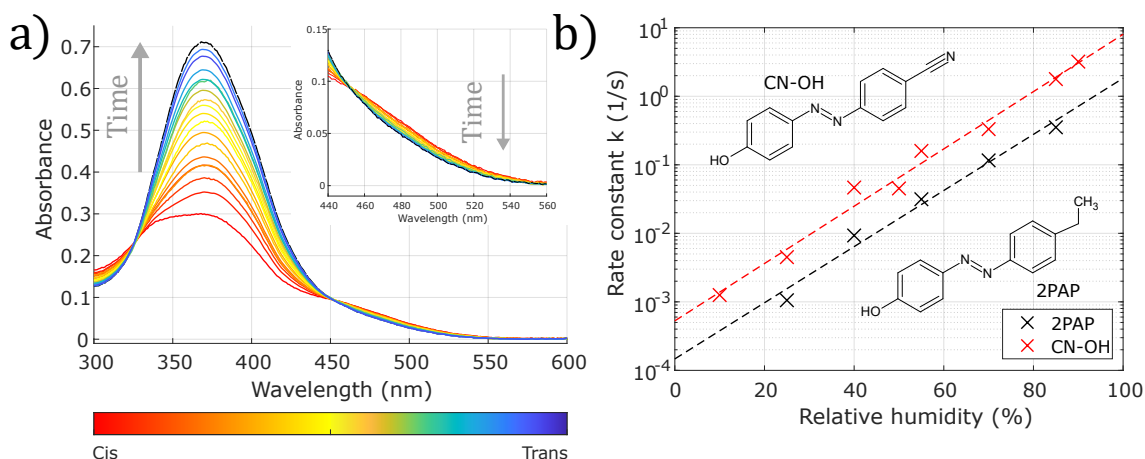 a)
Absorbance
0.7
0.6
0.5
0.4
0.3
0.2
0.1
0
Time
300
350
400
450
500
550
600
Wavelength (nm)
Absorbance
0.15
0.1
0.05
0
Time
440
460
480
500
520
540
560
Wavelength (nm)
Cis
Trans
b)
Rate constant k (1/s)
10^1
10^0
10^-1
10^-2
10^-3
10^-4
CN-OH
N
N
N
HO
CH3
N
N
HO
2PAP
2PAP
CN-OH
0
20
40
60
80
100
Relative humidity (%)